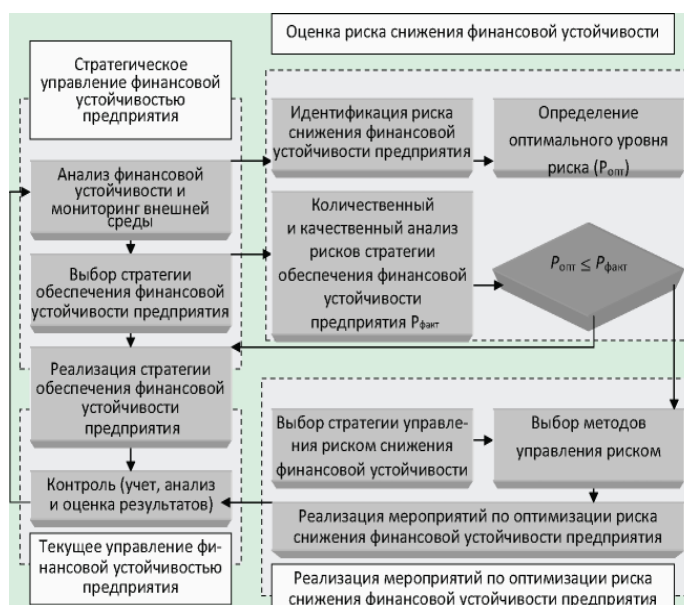 Оценка риска снижения финансовой устойчивости
Стратегическое
управление финансовой
устойчивостью
предприятия
Идентификация риска
снижения финансовой
устойчивости предприятия
Определение
оптимального уровня
риска (Pопт)
Анализ финансовой
устойчивости и
мониторинг внешней
среды
Количественный
и качественный анализ
рисков стратегии
обеспечения финансовой
устойчивости
предприятия Pфакт
Pопт ≤ Pфакт
Выбор стратегии
обеспечения финансовой
устойчивости предприятия
Реализация стратегии
обеспечения финансовой
устойчивости
предприятия
Выбор стратегии управле-
ния риском снижения
финансовой устойчивости
Выбор методов
управления риском
Контроль (учет, анализ
и оценка результатов)
Реализация мероприятий по оптимизации риска
снижения финансовой устойчивости предприятия
Текущее управление фи-
нансовой устойчивостью
предприятия
Реализация мероприятий по оптимизации риска
снижения финансовой устойчивости предприятия